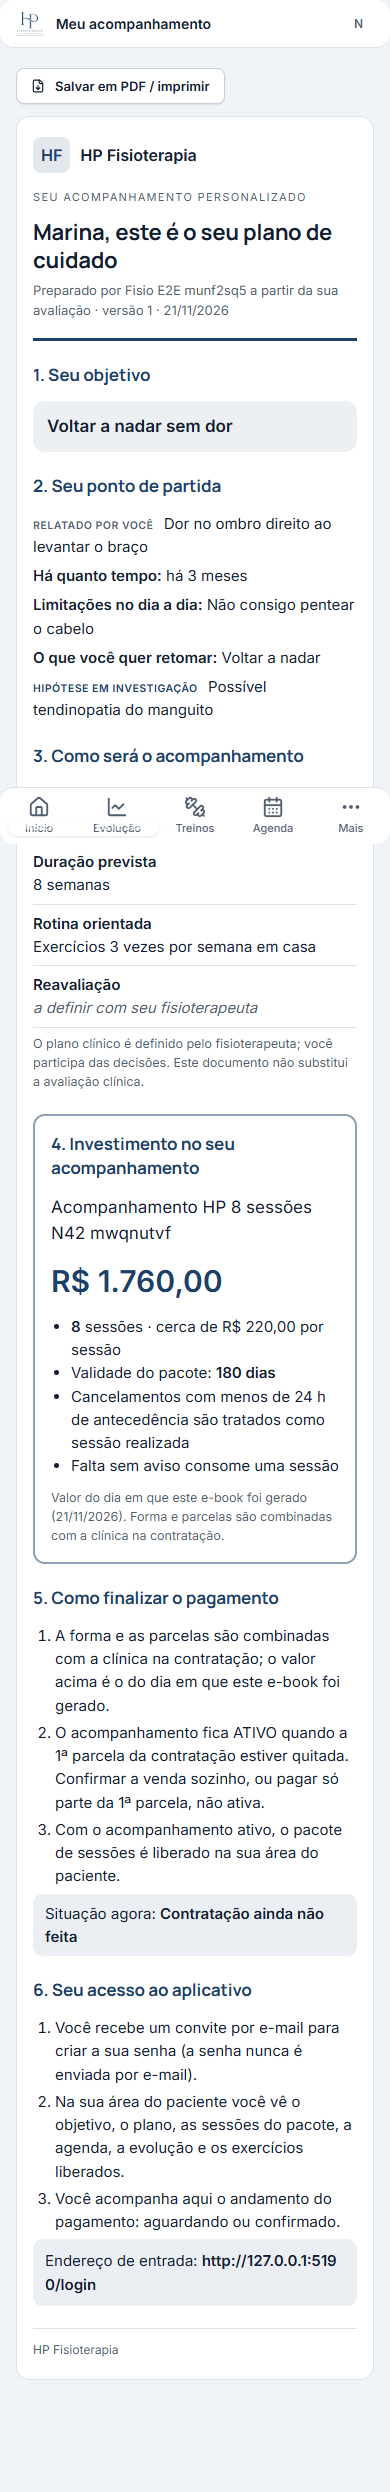 HP
Meu acompanhamento
N
Salvar em PDF / imprimir
HF
HP Fisioterapia
SEU ACOMPANHAMENTO PERSONALIZADO
Marina, este é o seu plano de
cuidado
Preparado por Fisio E2E munf2sq5 a partir da sua
avaliação · versão 1 · 21/11/2026
1. Seu objetivo
Voltar a nadar sem dor
2. Seu ponto de partida
RELATADO POR VOCÊ Dor no ombro direito ao
levantar o braço
Há quanto tempo: há 3 meses
Limitações no dia a dia: Não consigo pentear
o cabelo
O que você quer retomar: Voltar a nadar
HIPÓTESE EM INVESTIGAÇÃO Possível
tendinopatia do manguito
3. Como será o acompanhamento
Início
Evolução
Treinos
Agenda
Mais
Duração prevista
8 semanas
Rotina orientada
Exercícios 3 vezes por semana em casa
Reavaliação
a definir com seu fisioterapeuta
O plano clínico é definido pelo fisioterapeuta; você
participa das decisões. Este documento não substitui
a avaliação clínica.
4. Investimento no seu
acompanhamento
Acompanhamento HP 8 sessões
N42 mwqnutvf
R$ 1.760,00
• 8 sessões · cerca de R$ 220,00 por
sessão
• Validade do pacote: 180 dias
• Cancelamentos com menos de 24 h
de antecedência são tratados como
sessão realizada
• Falta sem aviso consome uma sessão
Valor do dia em que este e-book foi gerado
(21/11/2026). Forma e parcelas são combinadas
com a clínica na contratação.
5. Como finalizar o pagamento
1. A forma e as parcelas são combinadas
com a clínica na contratação; o valor
acima é o do dia em que este e-book foi
gerado.
2. O acompanhamento fica ATIVO quando a
1ª parcela da contratação estiver quitada.
Confirmar a venda sozinho, ou pagar só
parte da 1ª parcela, não ativa.
3. Com o acompanhamento ativo, o pacote
de sessões é liberado na sua área do
paciente.
Situação agora: Contratação ainda não
feita
6. Seu acesso ao aplicativo
1. Você recebe um convite por e-mail para
criar a sua senha (a senha nunca é
enviada por e-mail).
2. Na sua área do paciente você vê o
objetivo, o plano, as sessões do pacote, a
agenda, a evolução e os exercícios
liberados.
3. Você acompanha aqui o andamento do
pagamento: aguardando ou confirmado.
Endereço de entrada: http://127.0.0.1:519
0/login
HP Fisioterapia